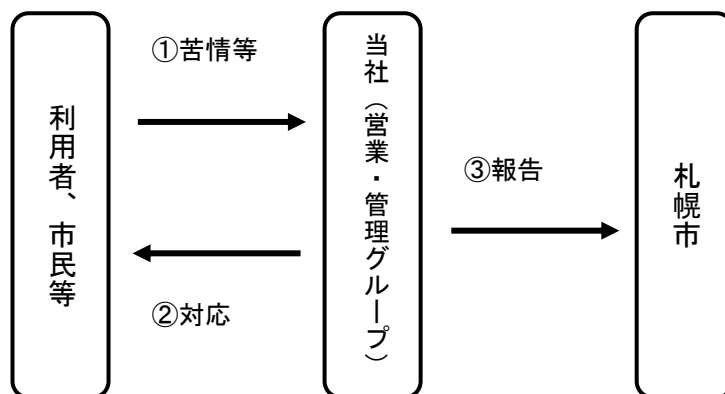 利用者、市民等
①苦情等
②対応
当社（営業・管理グループ）
③報告
札幌市